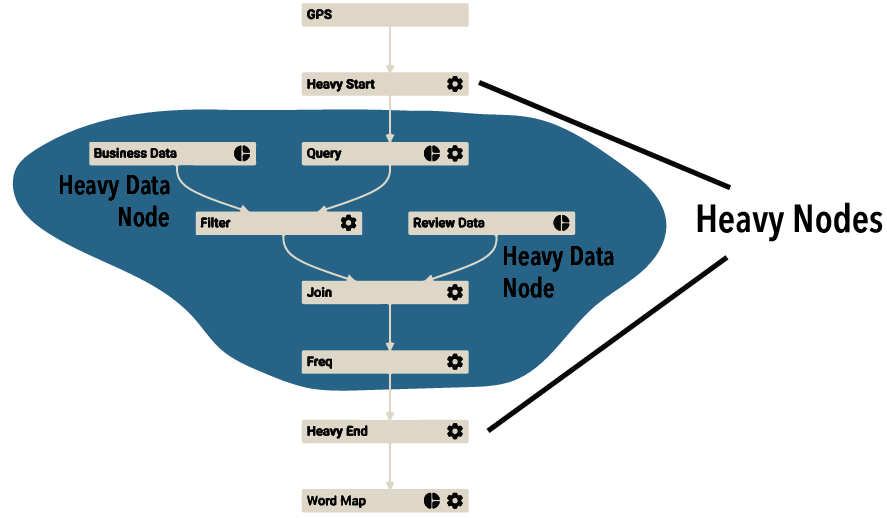 GPS
Heavy Start
Business Data
Query
Heavy Data
Node
Filter
Review Data
Heavy Nodes
Heavy Data
Node
Join
Freq
Heavy End
Word Map